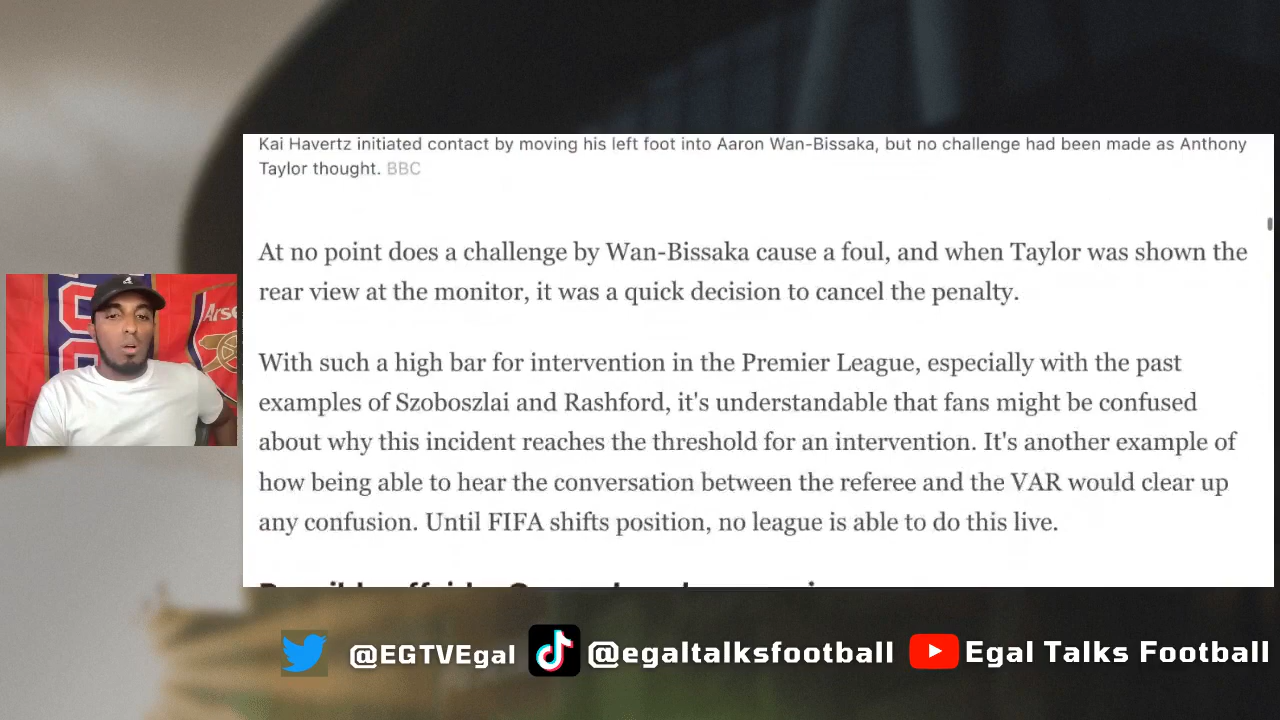 Kai Havertz initiated contact by moving his left foot into Aaron Wan-Bissaka, but no challenge had been made as Anthony
Taylor thought. BBC
At no point does a challenge by Wan-Bissaka cause a foul, and when Taylor was shown the
rear view at the monitor, it was a quick decision to cancel the penalty.
With such a high bar for intervention in the Premier League, especially with the past
examples of Szoboszlai and Rashford, it's understandable that fans might be confused
about why this incident reaches the threshold for an intervention. It's another example of
how being able to hear the conversation between the referee and the VAR would clear up
any confusion. Until FIFA shifts position, no league is able to do this live.
Arse
@EGTVEgal
@egaltalksfootball
Egal Talks Football